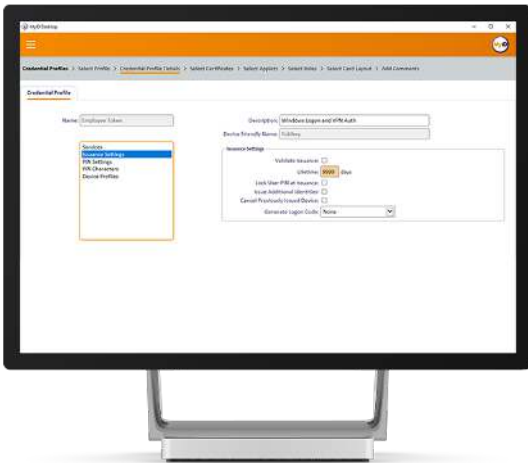 MyID Desktop
MyID
Credential Profiles > Select Profile > Credential Profile Details > Select Certificates > Select Applets > Select Roles > Select Card Layout > Add Comments
Credential Profile
Name: Employee Token
Description: Windows Logon and VPN Auth
Device Friendly Name: YubiKey
Services
Issuance Settings
PIN Settings
PIN Characters
Device Profiles
Issuance Settings
Validate Issuance:
Lifetime: days
Lock User PIN at Issuance:
Issue Additional Identities:
Cancel Previously Issued Device:
Generate Logon Code: None